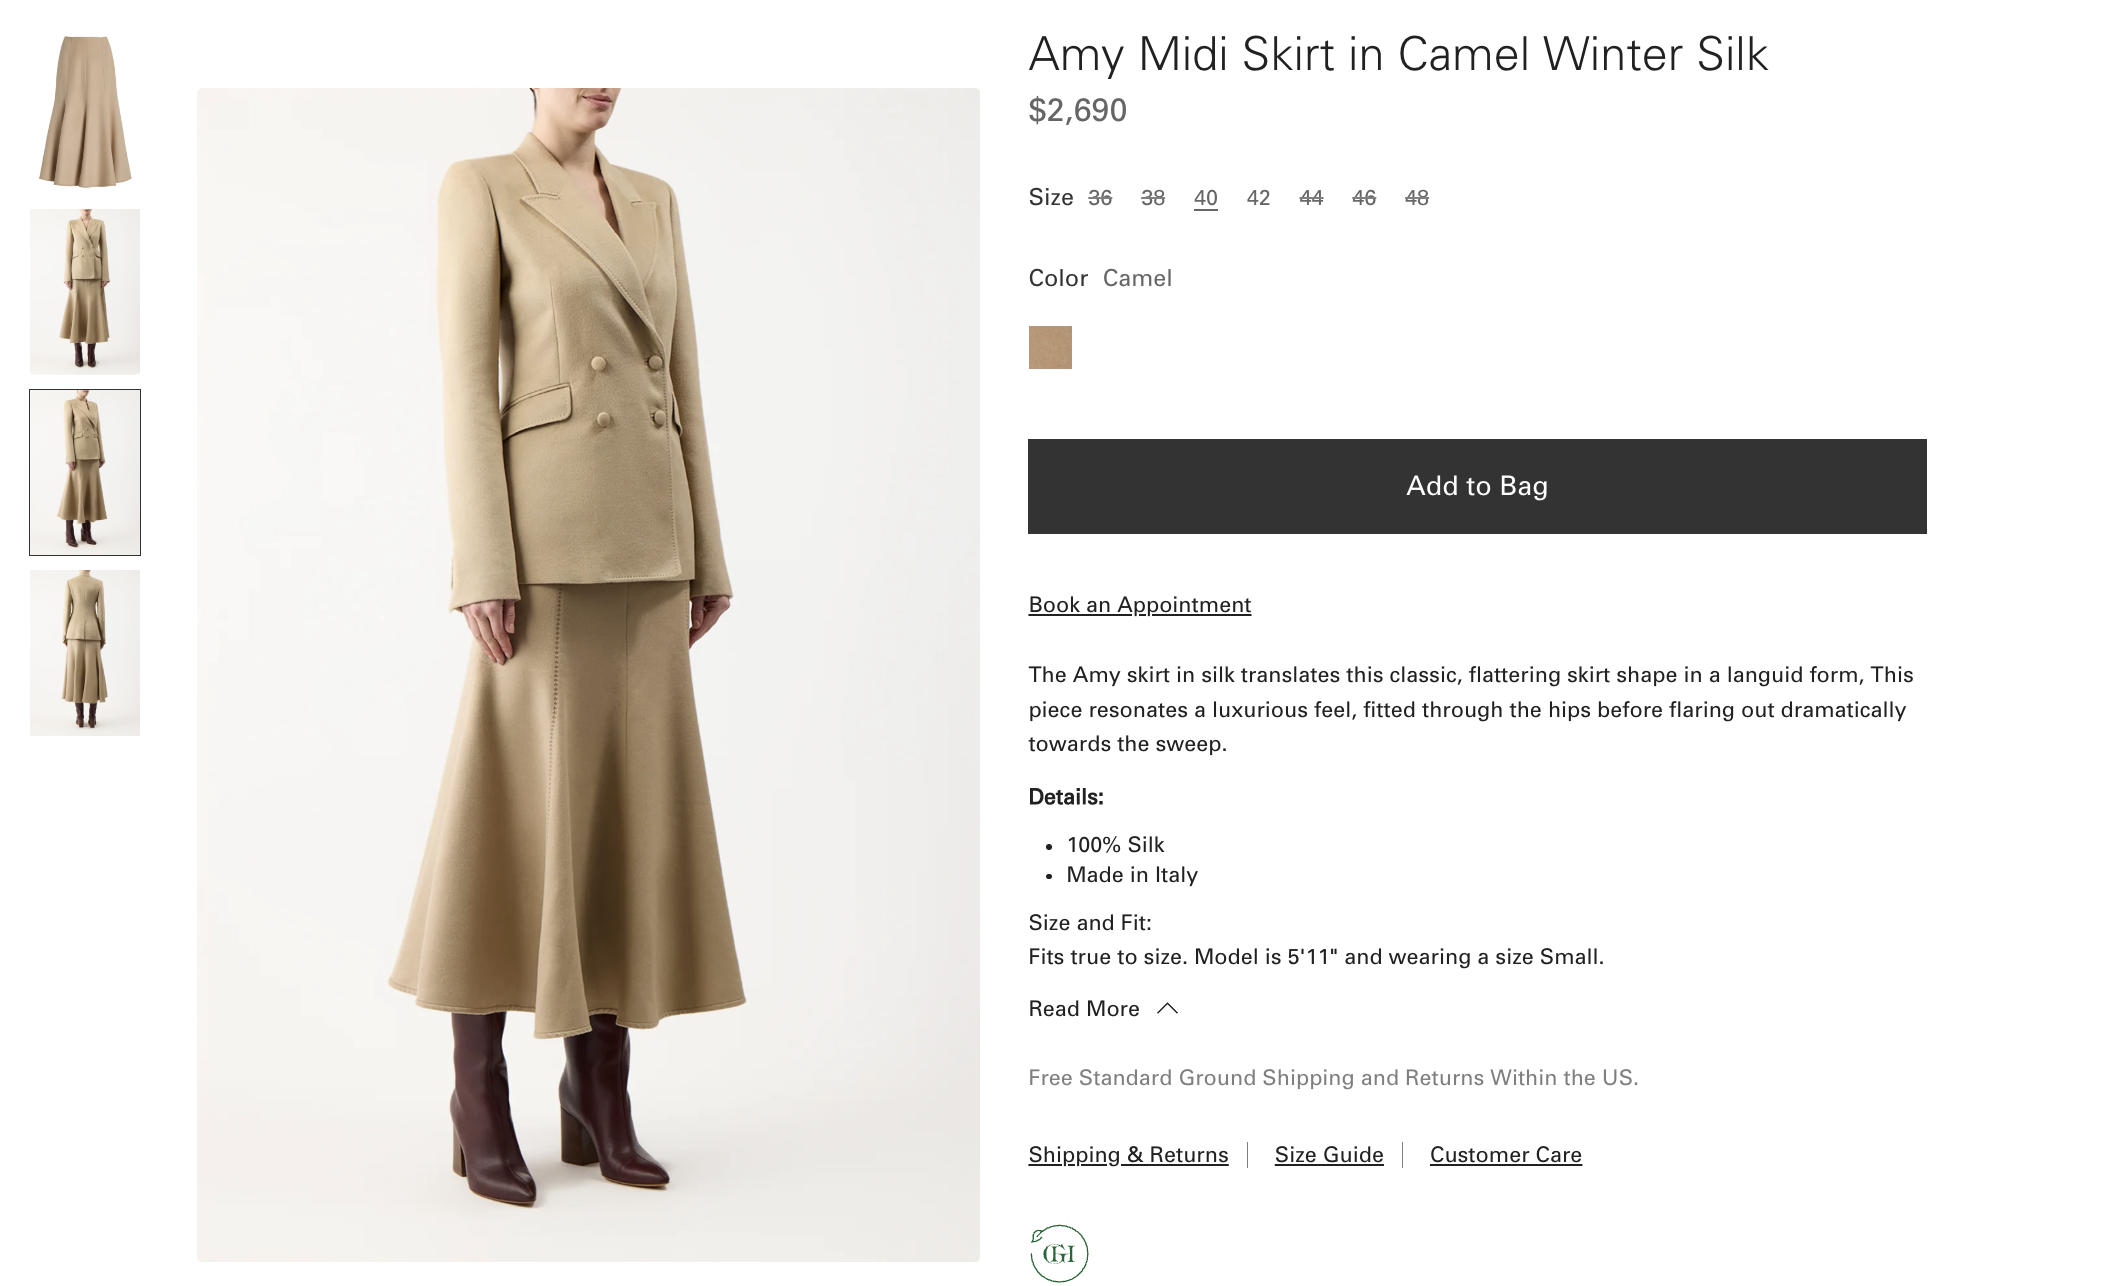 Amy Midi Skirt in Camel Winter Silk
$2,690
Size 36 38 40 42 44 46 48
Color Camel
Add to Bag
Book an Appointment
The Amy skirt in silk translates this classic, flattering skirt shape in a languid form, This
piece resonates a luxurious feel, fitted through the hips before flaring out dramatically
towards the sweep.
Details:
• 100% Silk
• Made in Italy
Size and Fit:
Fits true to size. Model is 5'11" and wearing a size Small.
Read More
Free Standard Ground Shipping and Returns Within the US.
Shipping & Returns | Size Guide | Customer Care
GH